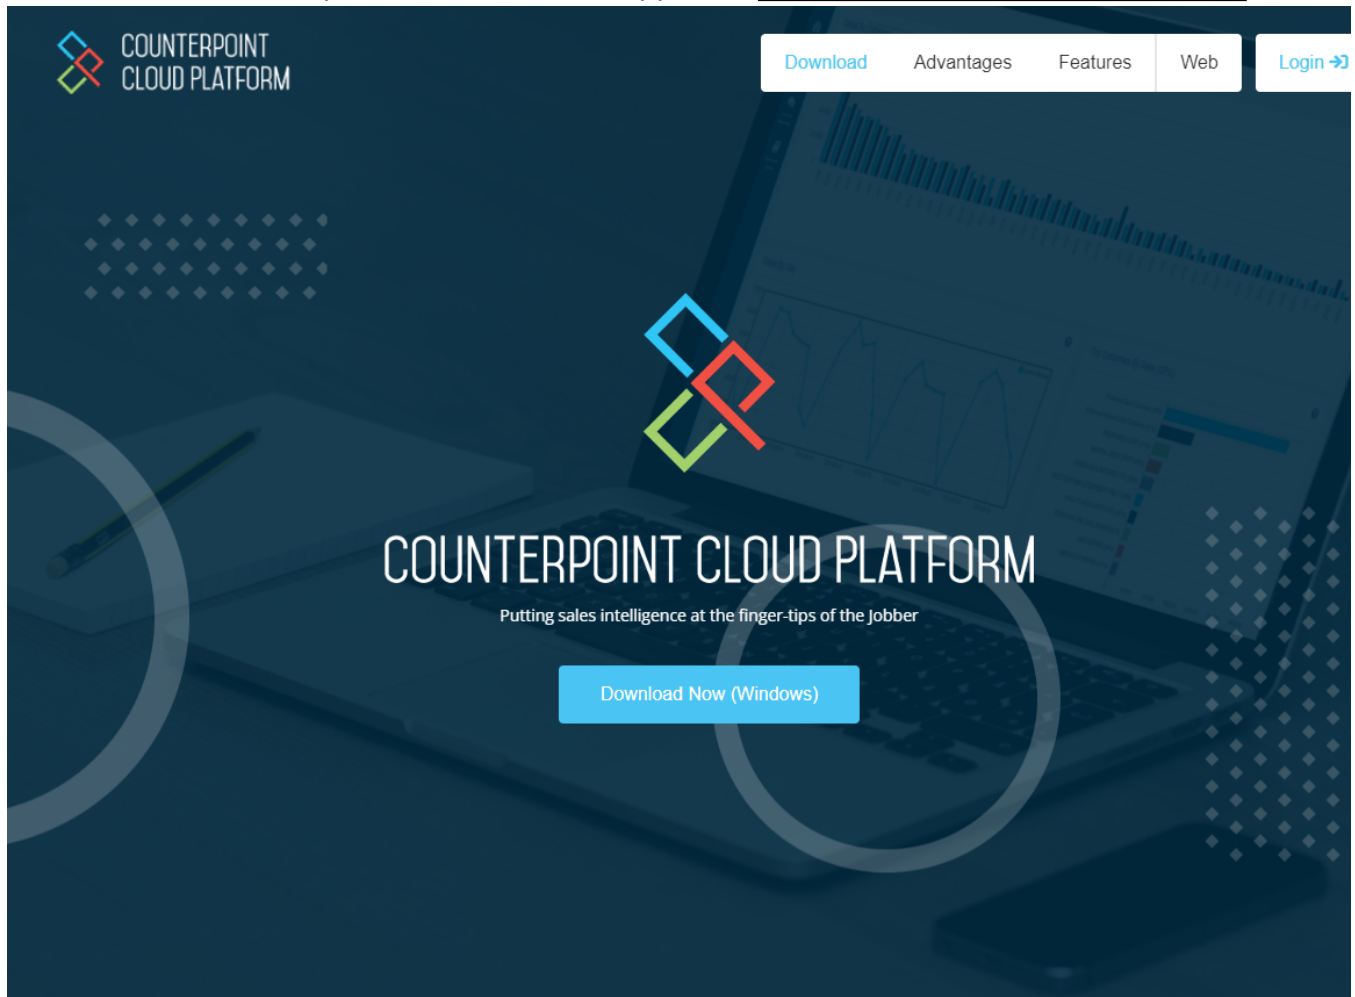 COUNTERPOINT
CLOUD PLATFORM
Download Advantages Features Web Login
COUNTERPOINT CLOUD PLATFORM
Putting sales intelligence at the finger-tips of the Jobber
Download Now (Windows)